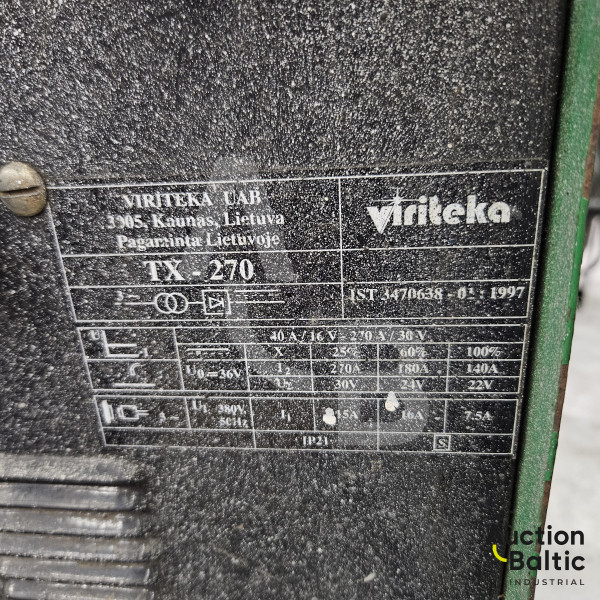 VIRITEKA UAB
3005, Kaunas, Lietuva
Pagaminta Lietuvoje
viriteka
TX - 270
3~
IST 3470638 - 01 : 1997
40 A / 16 V - 270 A / 30 V
X 25% 60% 100%
U0 = 36V I2 270A 180A 140A
U2 30V 24V 22V
U1 380V 50Hz I1 15A 7.5A
IP21 S
uction
Baltic
INDUSTRIAL